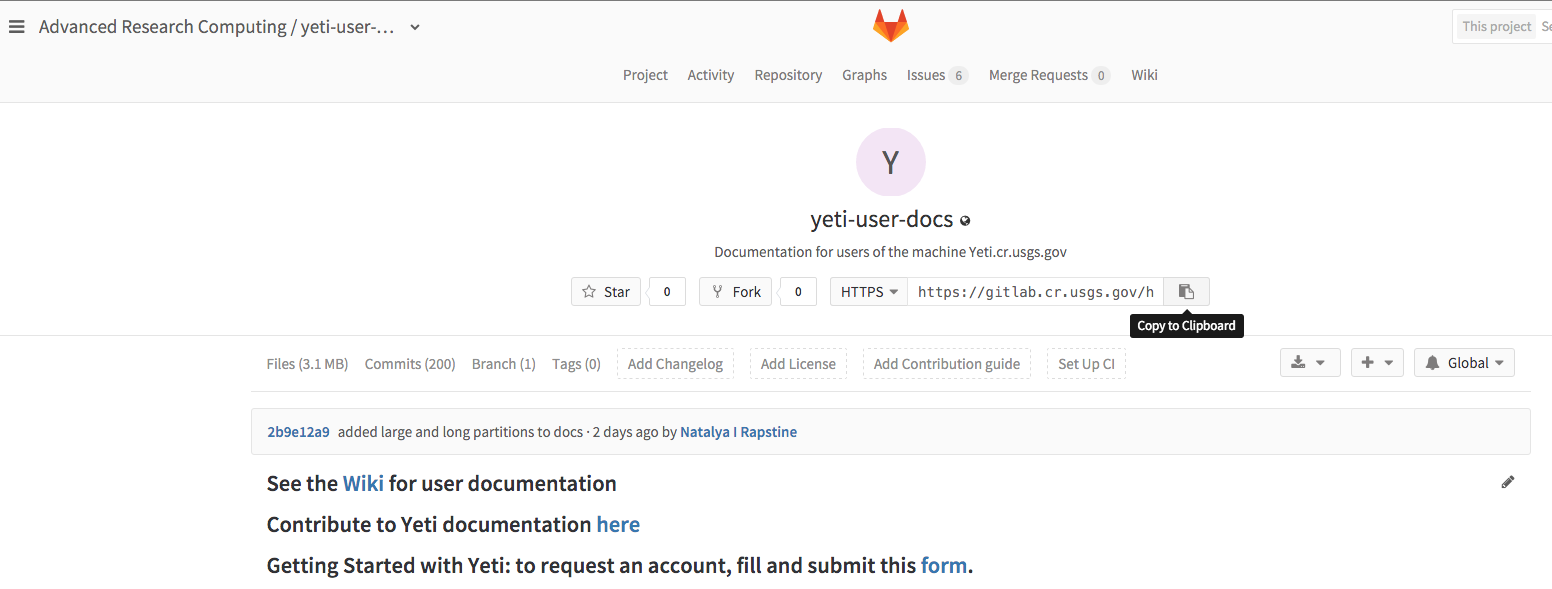 Advanced Research Computing / yeti-user-…
This project
Project Activity Repository Graphs Issues 6 Merge Requests 0 Wiki
Y
yeti-user-docs
Documentation for users of the machine Yeti.cr.usgs.gov
Star 0 Fork 0 HTTPS https://gitlab.cr.usgs.gov/h
Copy to Clipboard
Files (3.1 MB) Commits (200) Branch (1) Tags (0) Add Changelog Add License Add Contribution guide Set Up CI Global
2b9e12a9 added large and long partitions to docs · 2 days ago by Natalya I Rapstine
See the Wiki for user documentation
Contribute to Yeti documentation here
Getting Started with Yeti: to request an account, fill and submit this form.